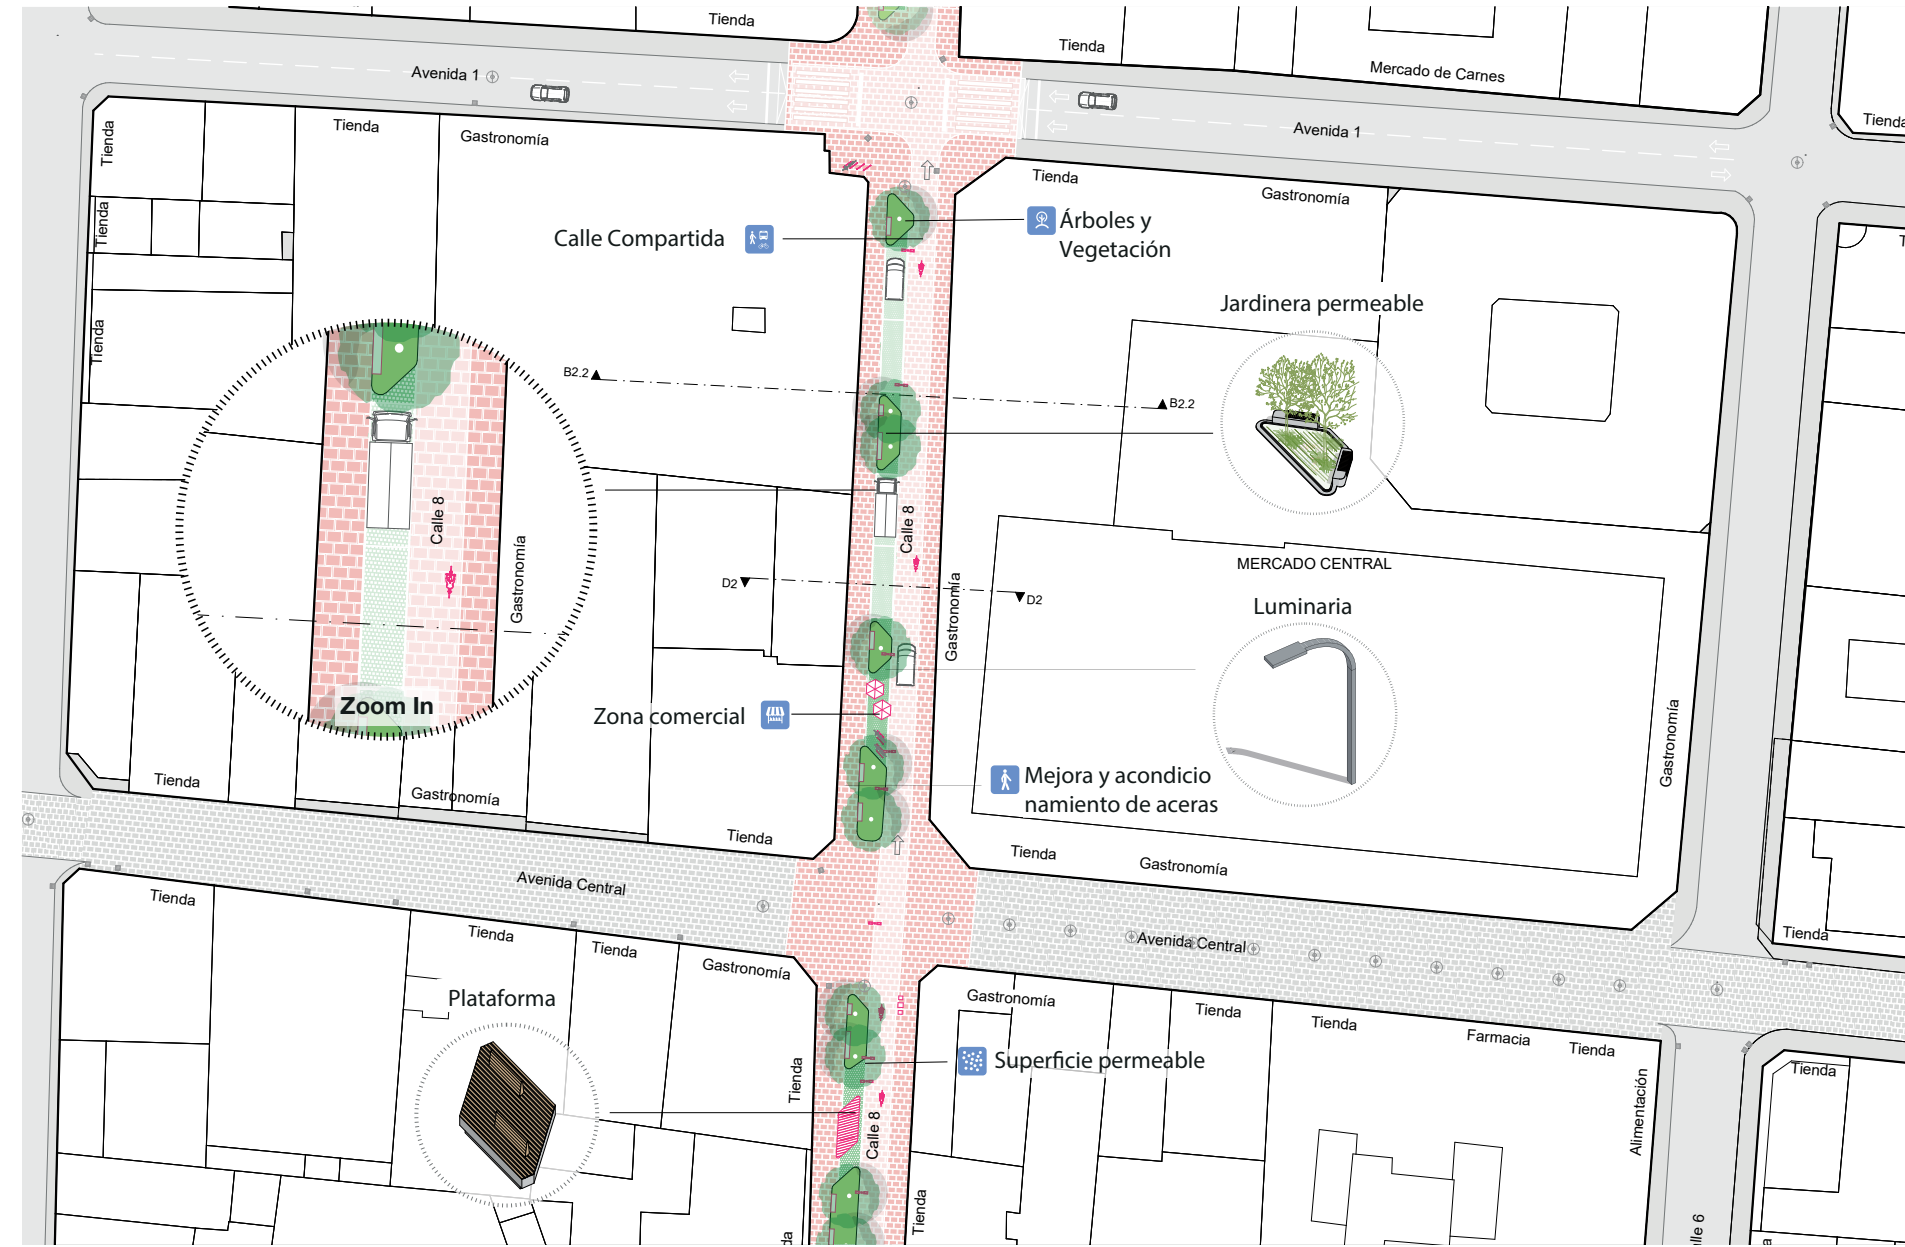 Tienda
Tienda
Mercado de Carnes
Avenida 1
Tienda
Avenida 1
Tienda
Tienda
Gastronomía
Tienda
Gastronomía
Tienda
Calle Compartida
Árboles y
Vegetación
Jardinera permeable
Tienda
B2.2
B2.2
Calle 8
Calle 8
Gastronomía
Gastronomía
MERCADO CENTRAL
D2
D2
Luminaria
Zoom In
Zona comercial
Gastronomía
Mejora y acondicio
namiento de aceras
Tienda
Gastronomía
Tienda
Tienda
Gastronomía
Avenida Central
Tienda
Tienda
Tienda
Gastronomía
Avenida Central
Tienda
Plataforma
Gastronomía
Tienda
Tienda
Farmacia
Tienda
Superficie permeable
Tienda
Tienda
Calle 8
Alimentación
Tienda